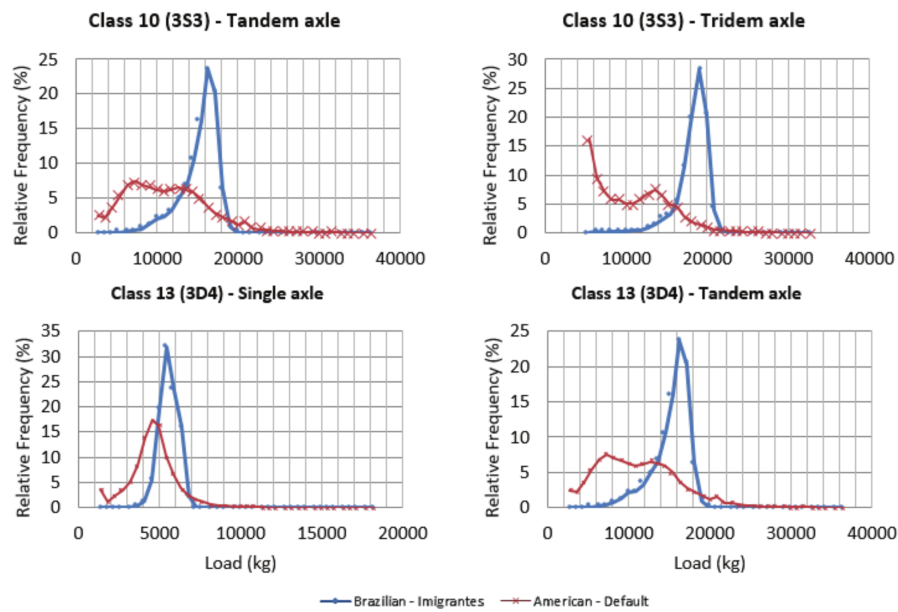 Class 10 (3S3) - Tandem axle
Relative Frequency (%)
25
20
15
10
5
0
0 10000 20000 30000 40000
Class 10 (3S3) - Tridem axle
Relative Frequency (%)
30
25
20
15
10
5
0
0 10000 20000 30000 40000
Class 13 (3D4) - Single axle
Relative Frequency (%)
35
30
25
20
15
10
5
0
0 5000 10000 15000 20000
Load (kg)
Class 13 (3D4) - Tandem axle
Relative Frequency (%)
25
20
15
10
5
0
0 10000 20000 30000 40000
Load (kg)
Brazilian - Imigrantes American - Default